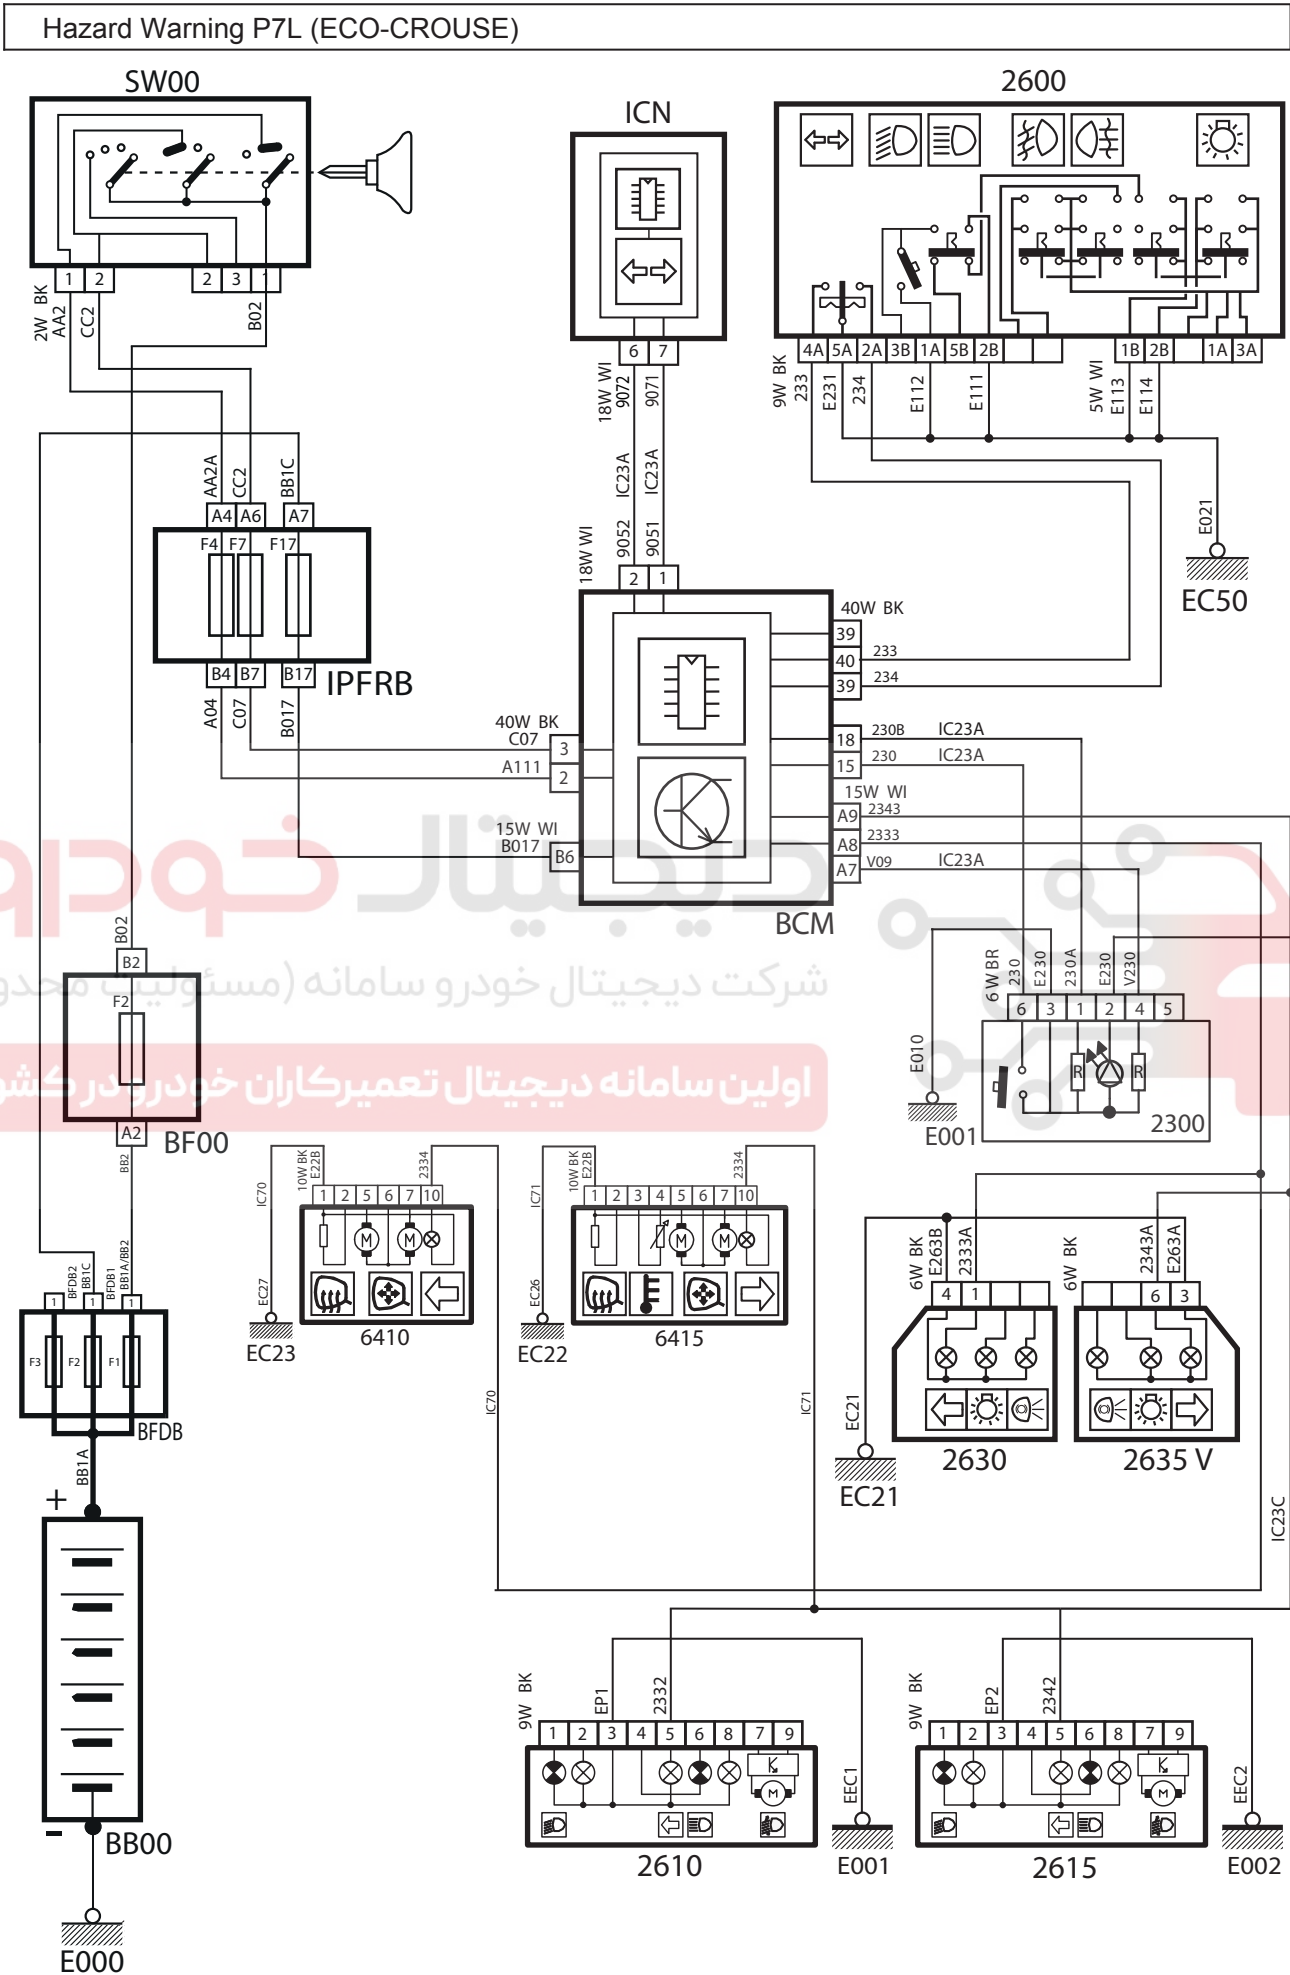 Hazard Warning P7L (ECO-CROUSE)
SW00
ICN
2600
1 2 2 3 1
2W BK
AA2
CC2
B02
6 7
18W WI
9072
9071
IC23A
IC23A
4A 5A 2A 3B 1A 5B 2B 1B 2B 1A 3A
9W BK
233
E231
234
E112
E111
5W WI
E113
E114
E021
EC50
AA2A
CC2
BB1C
A4 A6 A7
F4 F7 F17
B4 B7 B17
IPFRB
A04
C07
B017
18W WI
9052
9051
2 1
40W BK
39
40 233
39 234
18 230B IC23A
15 230 IC23A
15W WI
A9 2343
A8 2333
A7 V09 IC23A
40W BK
C07 3
A111 2
15W WI
B017 B6
BCM
دیجیتال خودرو
شرکت دیجیتال خودرو سامانه (مسئولیت محدو
اولین سامانه دیجیتال تعمیرکاران خودرو در کشو
B02
B2
F2
A2
BF00
BB2
6 W BR
230
E230
230A
E230
V230
6 3 1 2 4 5
R R
2300
E010
E001
IC70
EC27
10W BK
E22B
2334
1 2 5 6 7 10
M M
6410
EC23
IC71
EC26
10W BK
E22B
2334
1 2 3 4 5 6 7 10
M M
6415
EC22
IC70
IC71
BFDB2
BB1C
BFDB1
BB1A/BB2
1 1 1
F3 F2 F1
BFDB
BB1A
+
-
BB00
E000
6W BK
E263B
2333A
4 1
2630
6W BK
2343A
E263A
6 3
2635 V
EC21
EC21
IC23C
9W BK
EP1
2332
1 2 3 4 5 6 8 7 9
K
M
2610
EEC1
E001
9W BK
EP2
2342
1 2 3 4 5 6 8 7 9
K
M
2615
EEC2
E002